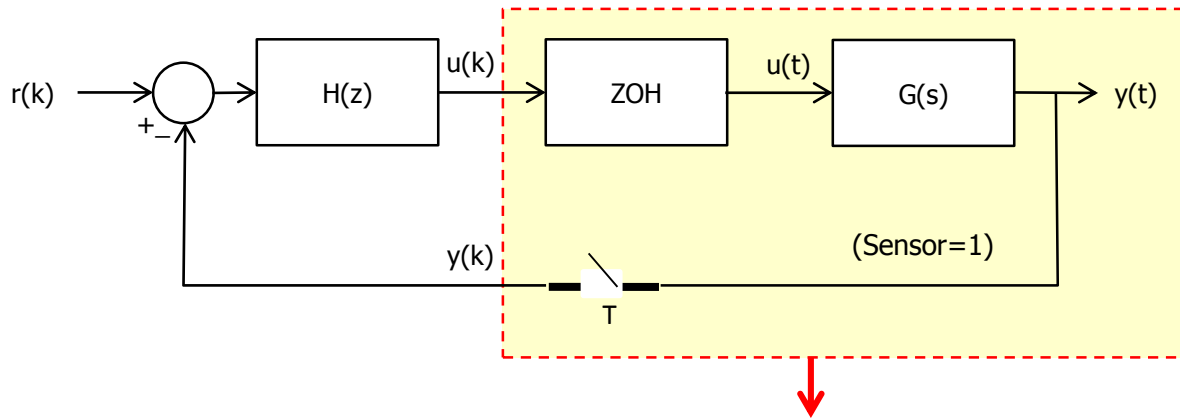 u(k)
u(t)
r(k)
H(z)
ZOH
G(s)
y(t)
+_
y(k)
(Sensor=1)
T